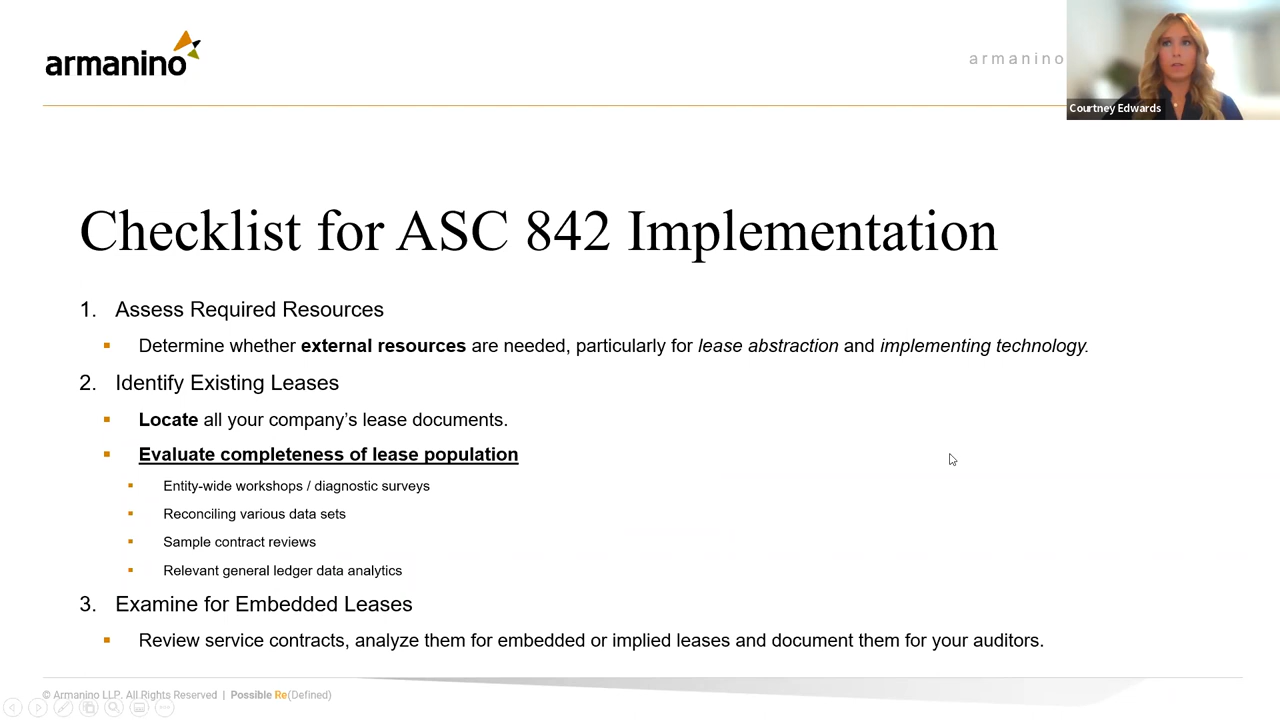 armanino
armanino
Courtney Edwards
Checklist for ASC 842 Implementation
1. Assess Required Resources
Determine whether external resources are needed, particularly for lease abstraction and implementing technology.
2. Identify Existing Leases
Locate all your company’s lease documents.
Evaluate completeness of lease population
Entity-wide workshops / diagnostic surveys
Reconciling various data sets
Sample contract reviews
Relevant general ledger data analytics
3. Examine for Embedded Leases
Review service contracts, analyze them for embedded or implied leases and document them for your auditors.
© Armanino LLP. All Rights Reserved | Possible Re(Defined)